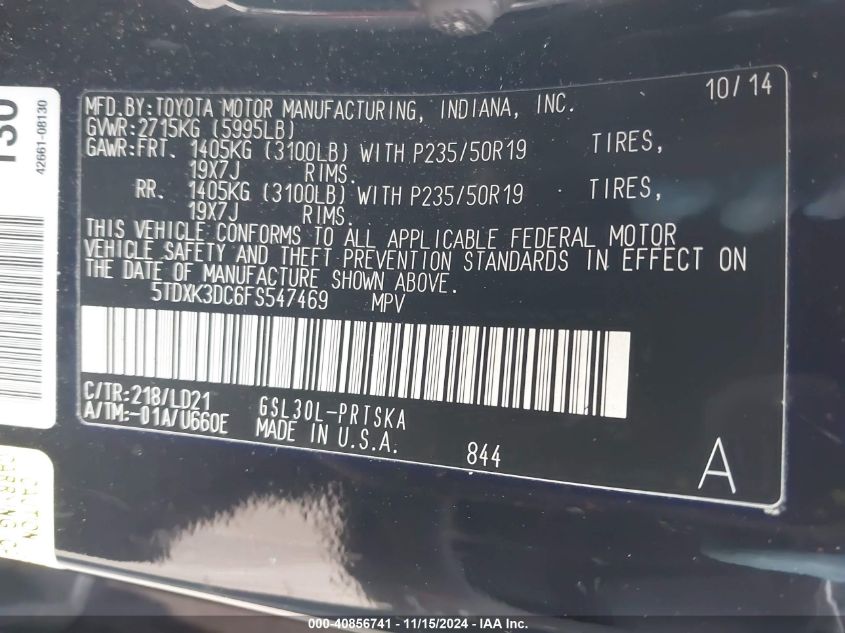 130
42661-08130
10/14
MFD.BY:TOYOTA MOTOR MANUFACTURING, INDIANA, INC.
GVWR:2715KG (5995LB)
GAWR:FRT. 1405KG (3100LB) WITH P235/50R19 TIRES,
19X7J RIMS.
RR. 1405KG (3100LB) WITH P235/50R19 TIRES,
19X7J RIMS.
THIS VEHICLE CONFORMS TO ALL APPLICABLE FEDERAL MOTOR
VEHICLE SAFETY AND THEFT PREVENTION STANDARDS IN EFFECT ON
THE DATE OF MANUFACTURE SHOWN ABOVE.
5TDXK3DC6FS547469 MPV
C/TR:218/LD21 GSL30L-PRTSKA
A/TM:-01A/U660E MADE IN U.S.A. 844
A
000-40856741 - 11/15/2024 - IAAI.com.